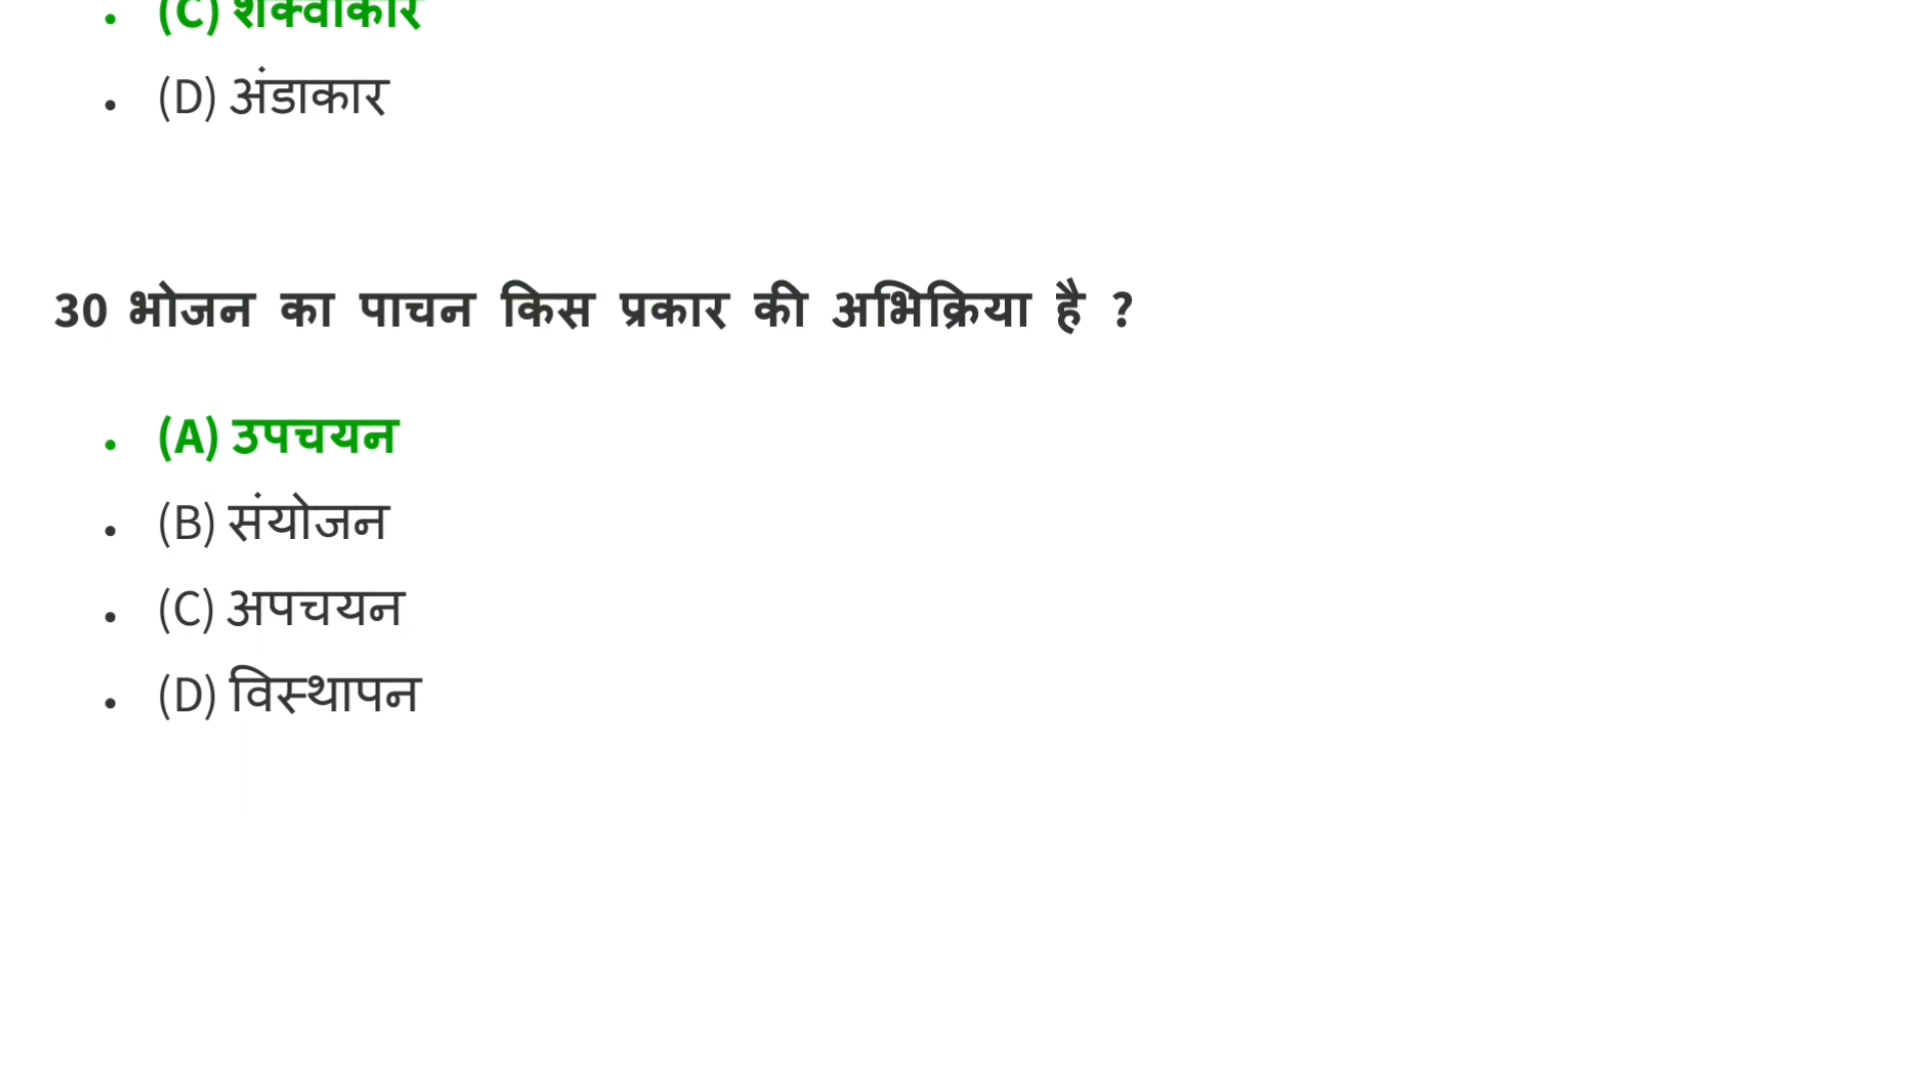 (C) शंक्वाकार
(D) अंडाकार
30 भोजन का पाचन किस प्रकार की अभिक्रिया है ?
(A) उपचयन
(B) संयोजन
(C) अपचयन
(D) विस्थापन